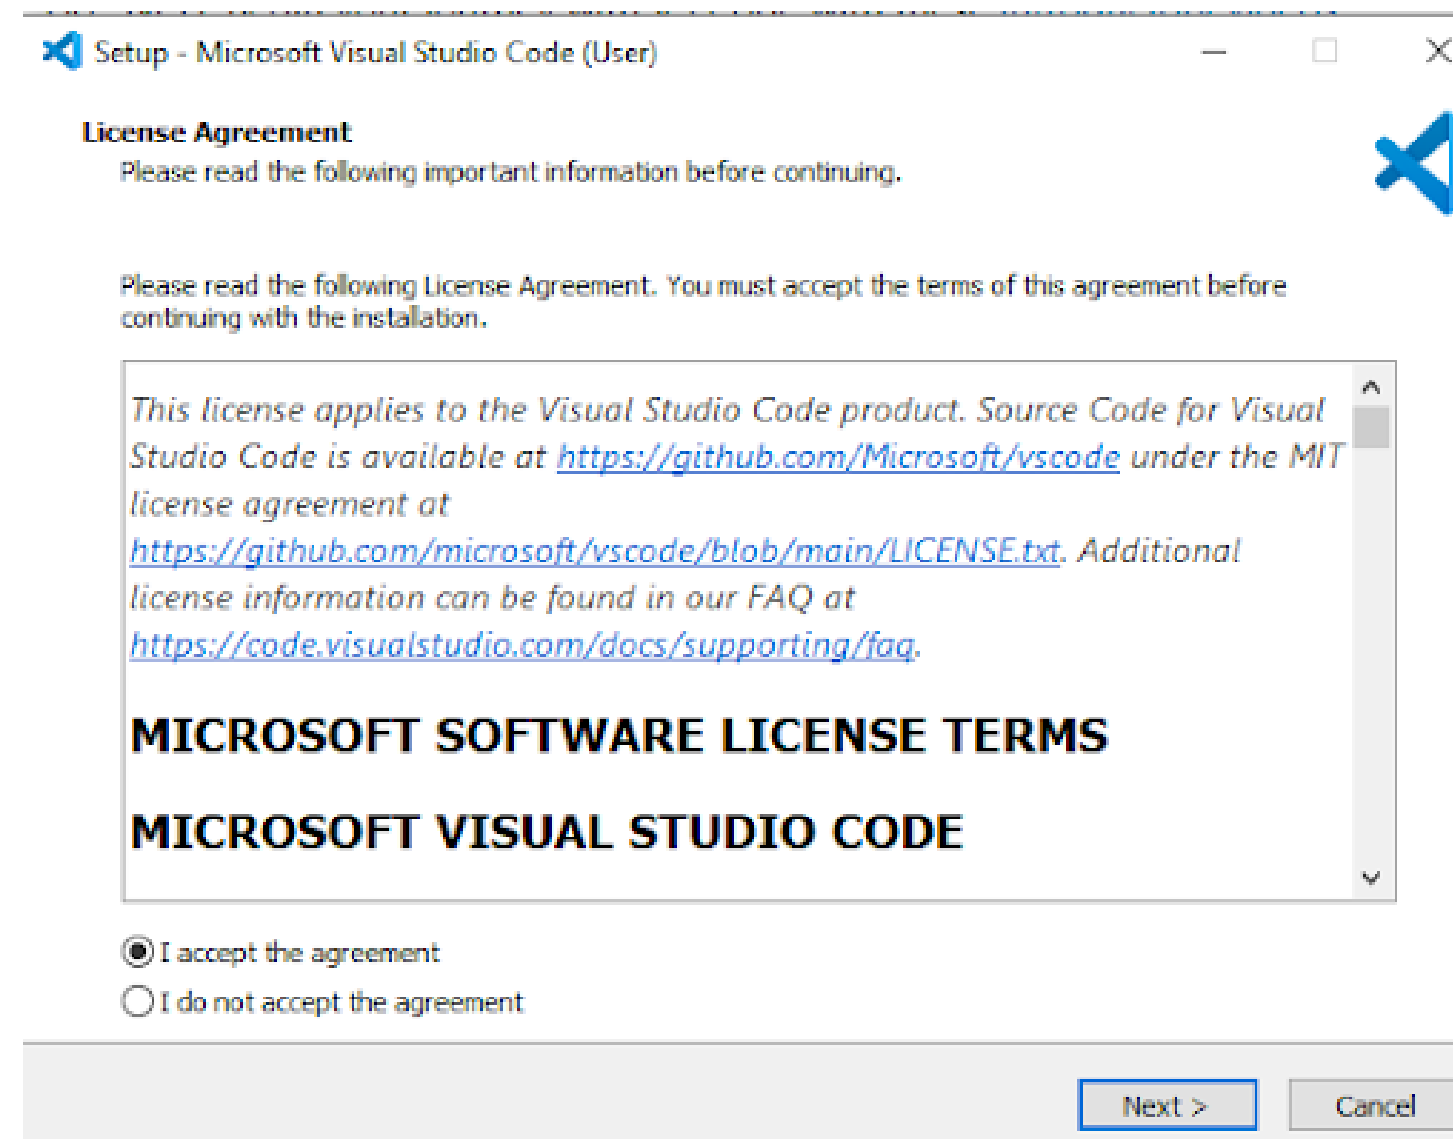 Setup - Microsoft Visual Studio Code (User)
License Agreement
Please read the following important information before continuing.
Please read the following License Agreement. You must accept the terms of this agreement before
continuing with the installation.
This license applies to the Visual Studio Code product. Source Code for Visual
Studio Code is available at https://github.com/Microsoft/vscode under the MIT
license agreement at
https://github.com/microsoft/vscode/blob/main/LICENSE.txt. Additional
license information can be found in our FAQ at
https://code.visualstudio.com/docs/supporting/faq.
MICROSOFT SOFTWARE LICENSE TERMS
MICROSOFT VISUAL STUDIO CODE
I accept the agreement
I do not accept the agreement
Next >
Cancel